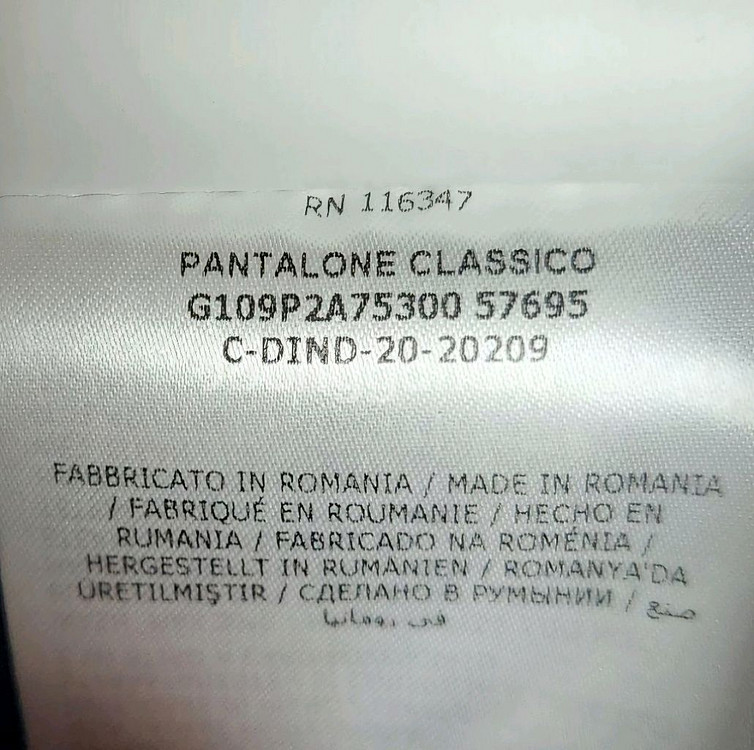 RN 116347
PANTALONE CLASSICO
G109P2A75300 57695
C-DIND-20-20209
FABBRICATO IN ROMANIA / MADE IN ROMANIA
/ FABRIQUÉ EN ROUMANIE / HECHO EN
RUMANIA / FABRICADO NA ROMÉNIA /
HERGESTELLT IN RUMÄNIEN / ROMANYA'DA
ÜRETILMIŞTIR / СДЕЛАНО В РУМЫНИИ / صنع
في رومانيا